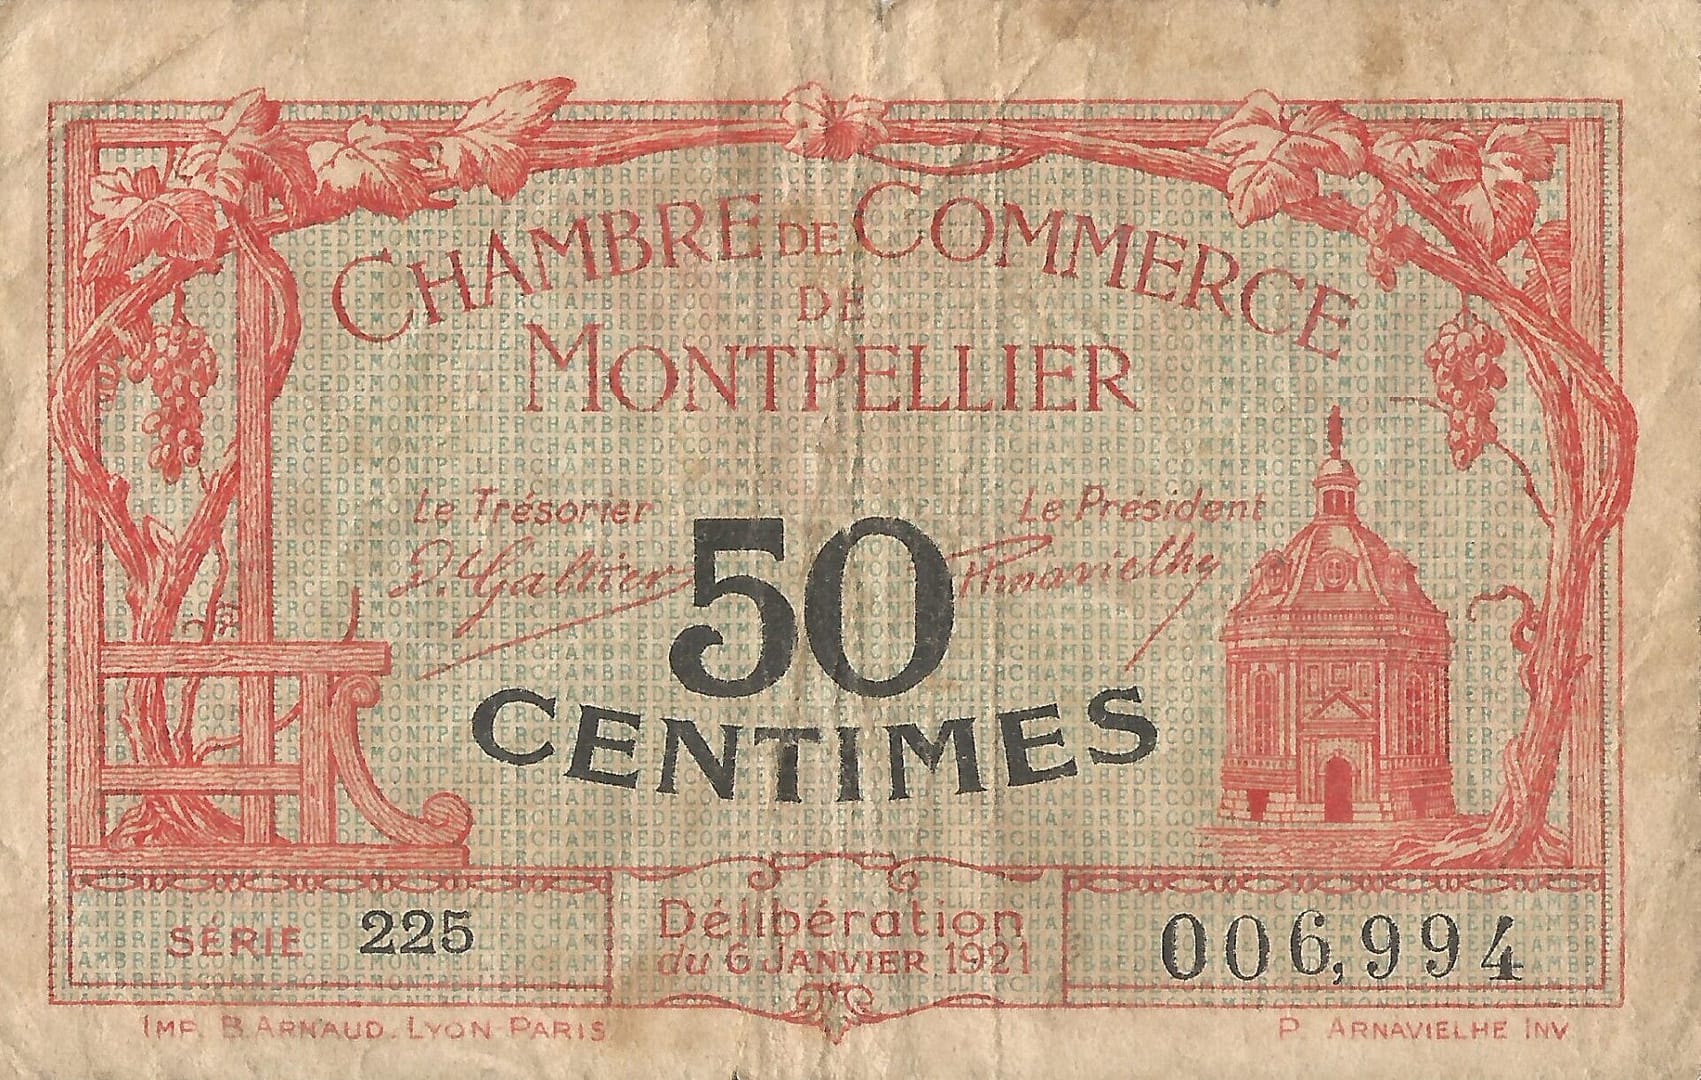 CHAMBRE DE COMMERCE
DE
MONTPELLIER
Le Trésorier
Le Président
50
CENTIMES
SÉRIE 225
Délibération
du 6 JANVIER 1921
006,994
IMP. B. ARNAUD. LYON-PARIS
P. ARNAVIELHE INV